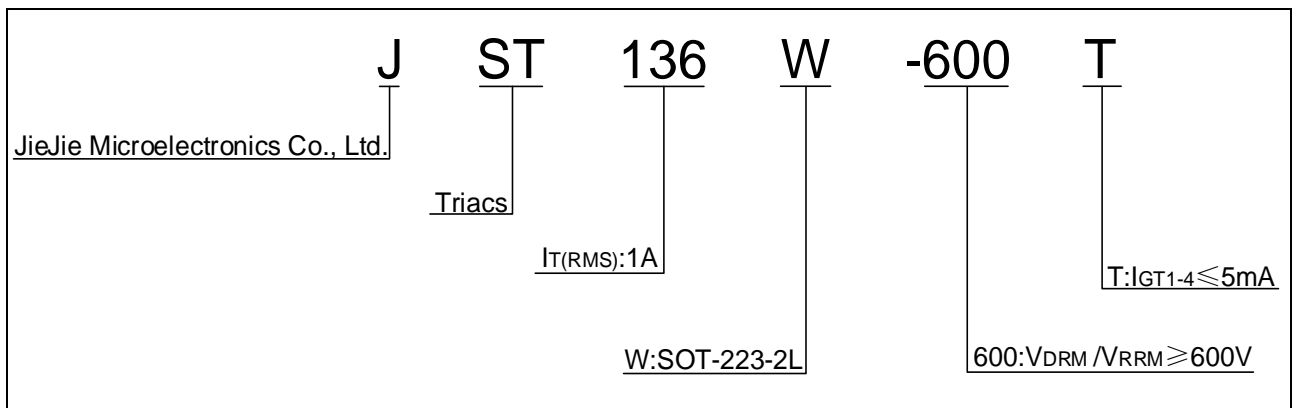 J ST 136 W -600 T
JieJie Microelectronics Co., Ltd.
Triacs
IT(RMS):1A
T:IGT1-4≤5mA
W:SOT-223-2L
600:VDRM /VRRM≥600V